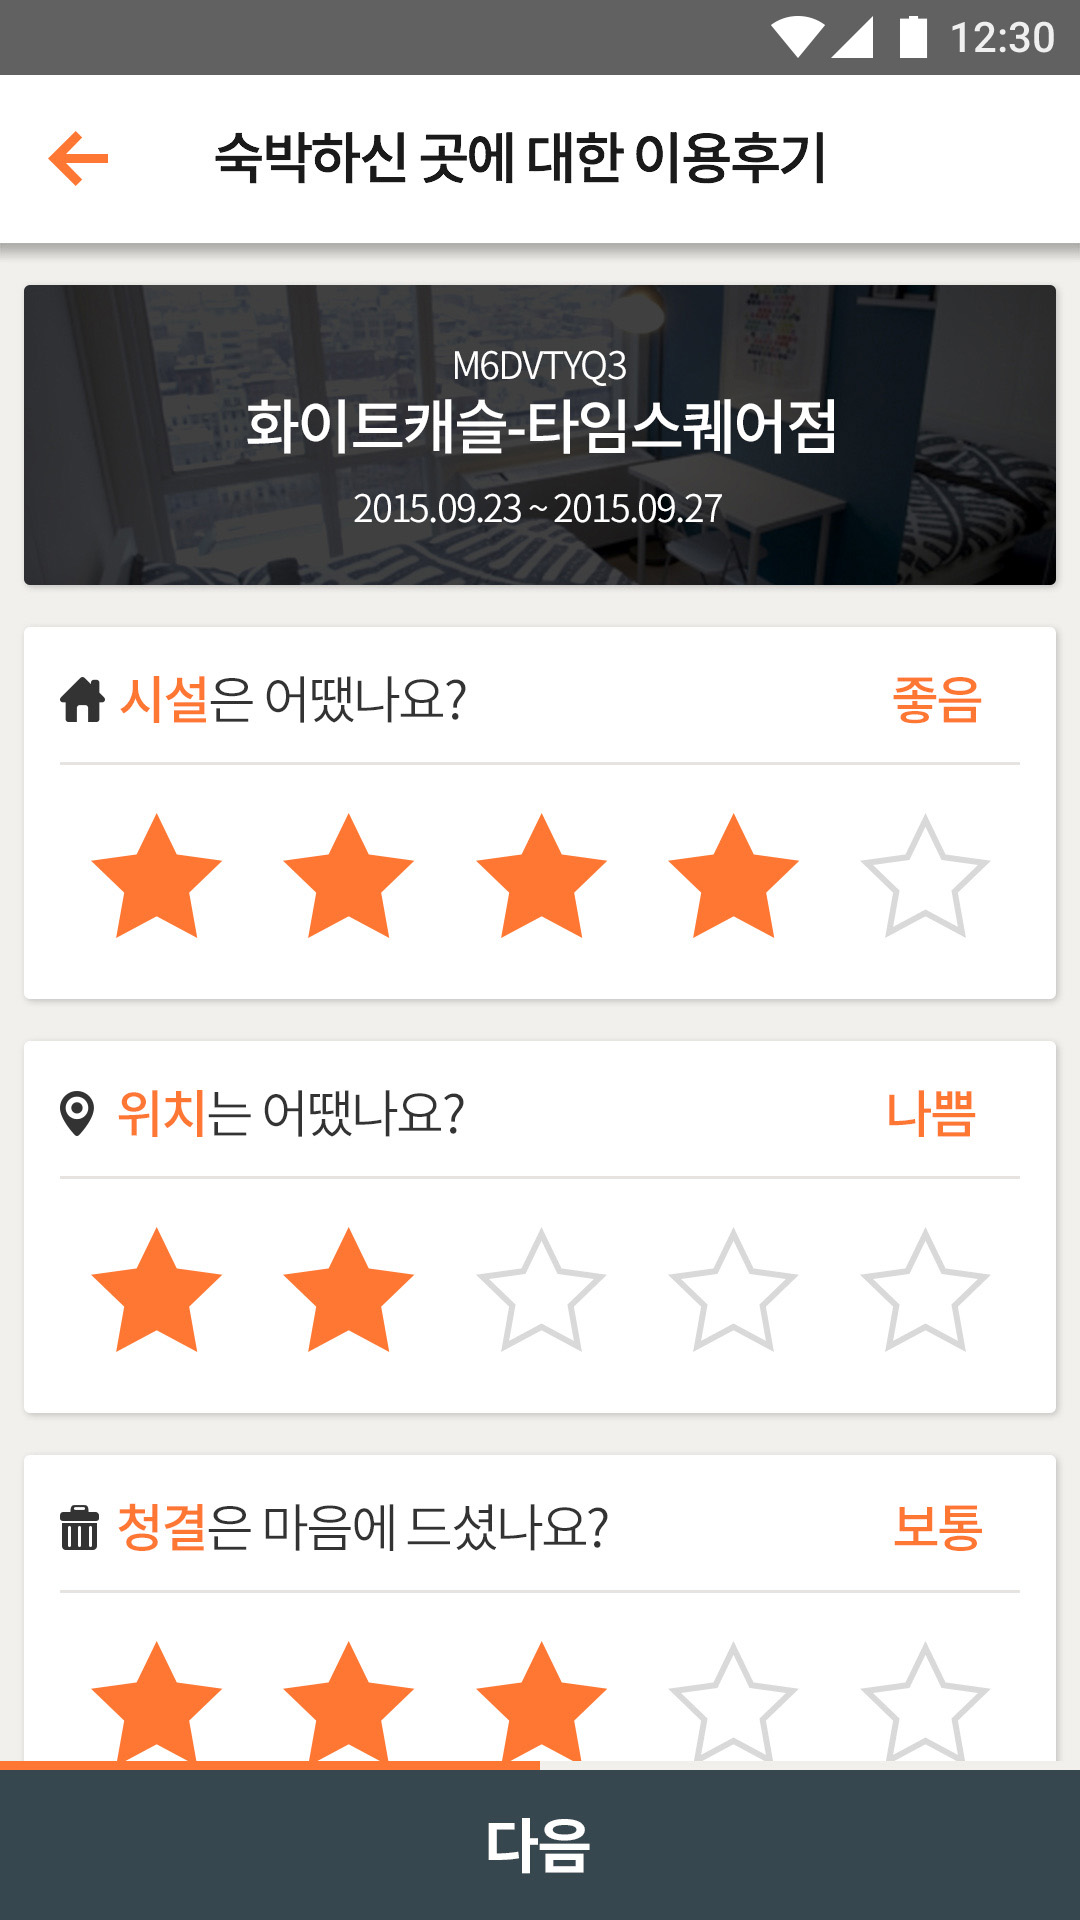 12:30
숙박하신 곳에 대한 이용후기
M6DVTYQ3
화이트캐슬-타임스퀘어점
2015.09.23 ~ 2015.09.27
시설은 어땠나요? 좋음
위치는 어땠나요? 나쁨
청결은 마음에 드셨나요? 보통
다음